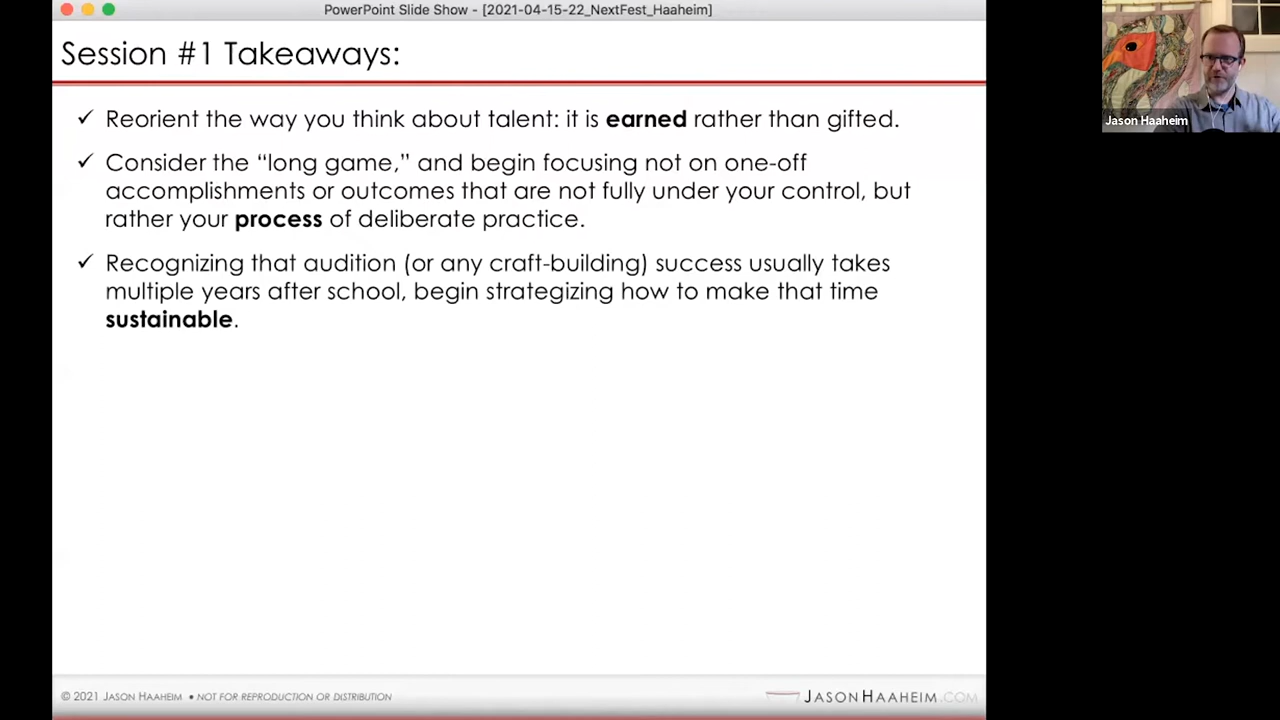 PowerPoint Slide Show - [2021-04-15-22_NextFest_Haaheim]
Session #1 Takeaways:
✓ Reorient the way you think about talent: it is earned rather than gifted.
✓ Consider the “long game,” and begin focusing not on one-off
accomplishments or outcomes that are not fully under your control, but
rather your process of deliberate practice.
✓ Recognizing that audition (or any craft-building) success usually takes
multiple years after school, begin strategizing how to make that time
sustainable.
© 2021 JASON HAAHEIM • NOT FOR REPRODUCTION OR DISTRIBUTION
JASONHAAHEIM.COM
Jason Haaheim